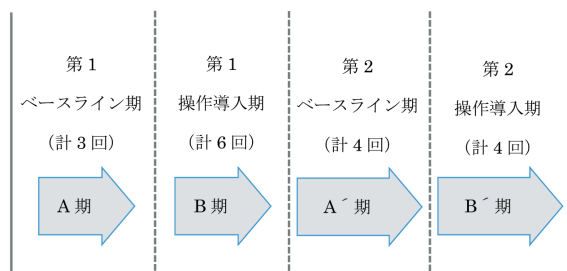 第 1
ベースライン期
（計 3 回）
A 期
第 1
操作導入期
（計 6 回）
B 期
第 2
ベースライン期
（計 4 回）
A´ 期
第 2
操作導入期
（計 4 回）
B´ 期